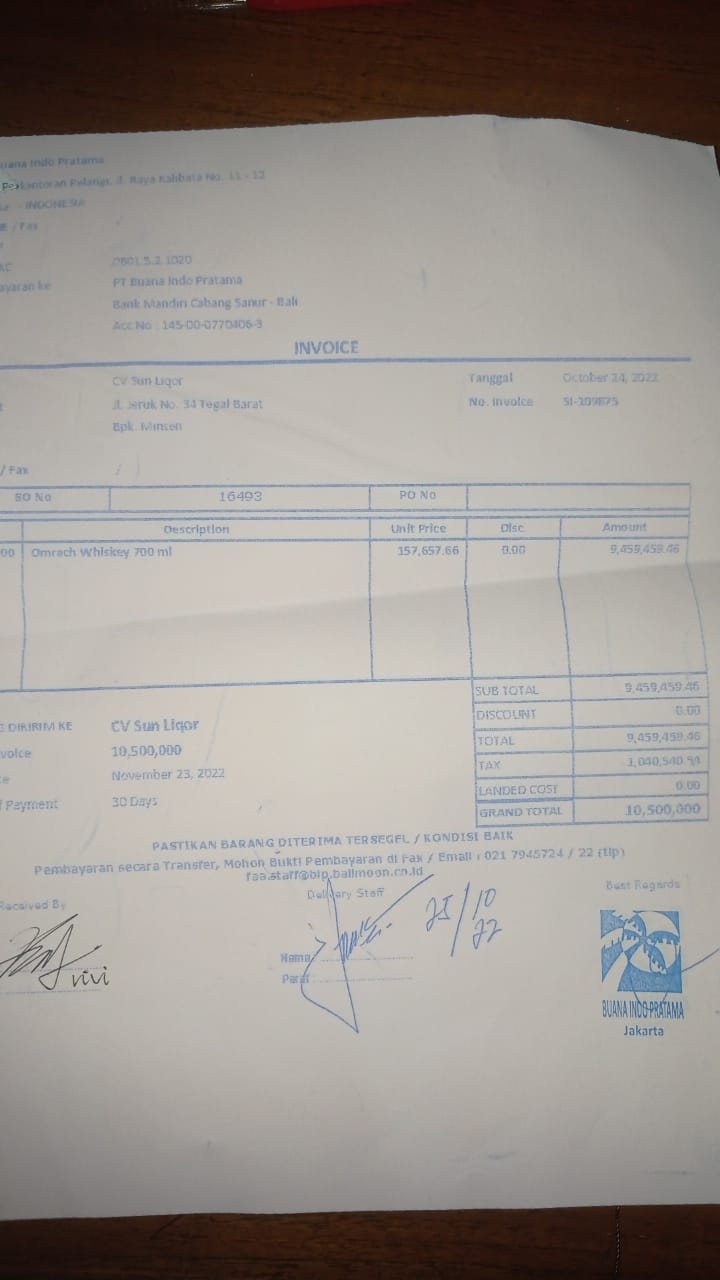 Buana Indo Pratama
Perkantoran Pelangi, Jl. Raya Kalibata No. 11 - 12
- INDONESIA
/ Fax
0801.5.2.1020
PT Buana Indo Pratama
Bank Mandiri Cabang Sanur - Bali
Acc No : 145-00-0770406-3
INVOICE
CV Sun Liqor Tanggal October 24, 2022
Jl. Jeruk No. 34 Tegal Barat No. Invoice SI-109875
Bpk. Minsen
/ Fax /
SO No 16493 PO No
Description Unit Price Disc Amount
00 Omrach Whiskey 700 ml 157,657.66 0.00 9,459,459.46
SUB TOTAL 9,459,459.46
DISCOUNT 0.00
TOTAL 9,459,459.46
TAX 1,040,540.54
LANDED COST 0.00
GRAND TOTAL 10,500,000
DIKIRIM KE CV Sun Liqor
10,500,000
November 23, 2022
Payment 30 Days
PASTIKAN BARANG DITERIMA TERSEGEL / KONDISI BAIK
Pembayaran secara Transfer, Mohon Bukti Pembayaran di Fax / Email : 021 7945724 / 22 (tlp)
faa.staff@bip.balimoon.co.id
Received By Delivery Staff Best Regards
25/10
22
vivi
Nama
Paraf :
BUANA INDO PRATAMA
Jakarta